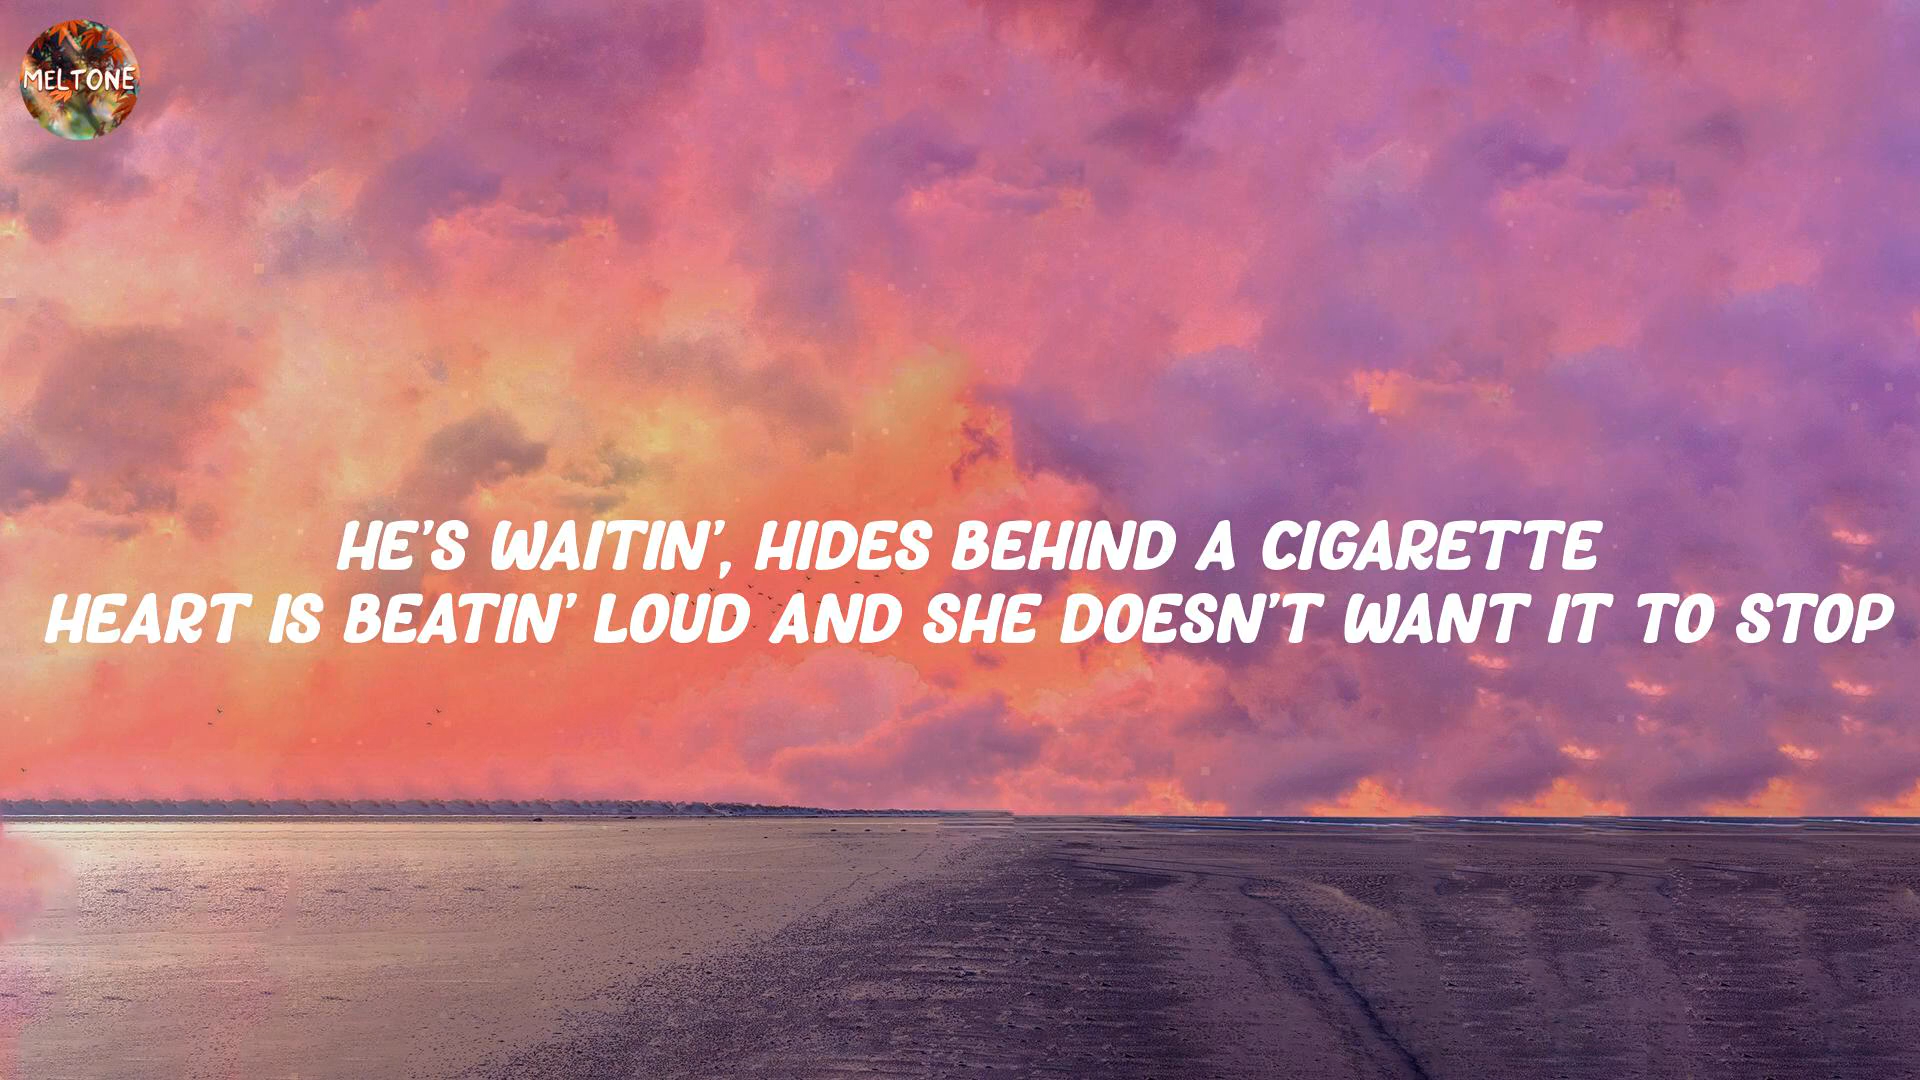 MELTONE
HE'S WAITIN', HIDES BEHIND A CIGARETTE
HEART IS BEATIN' LOUD AND SHE DOESN'T WANT IT TO STOP